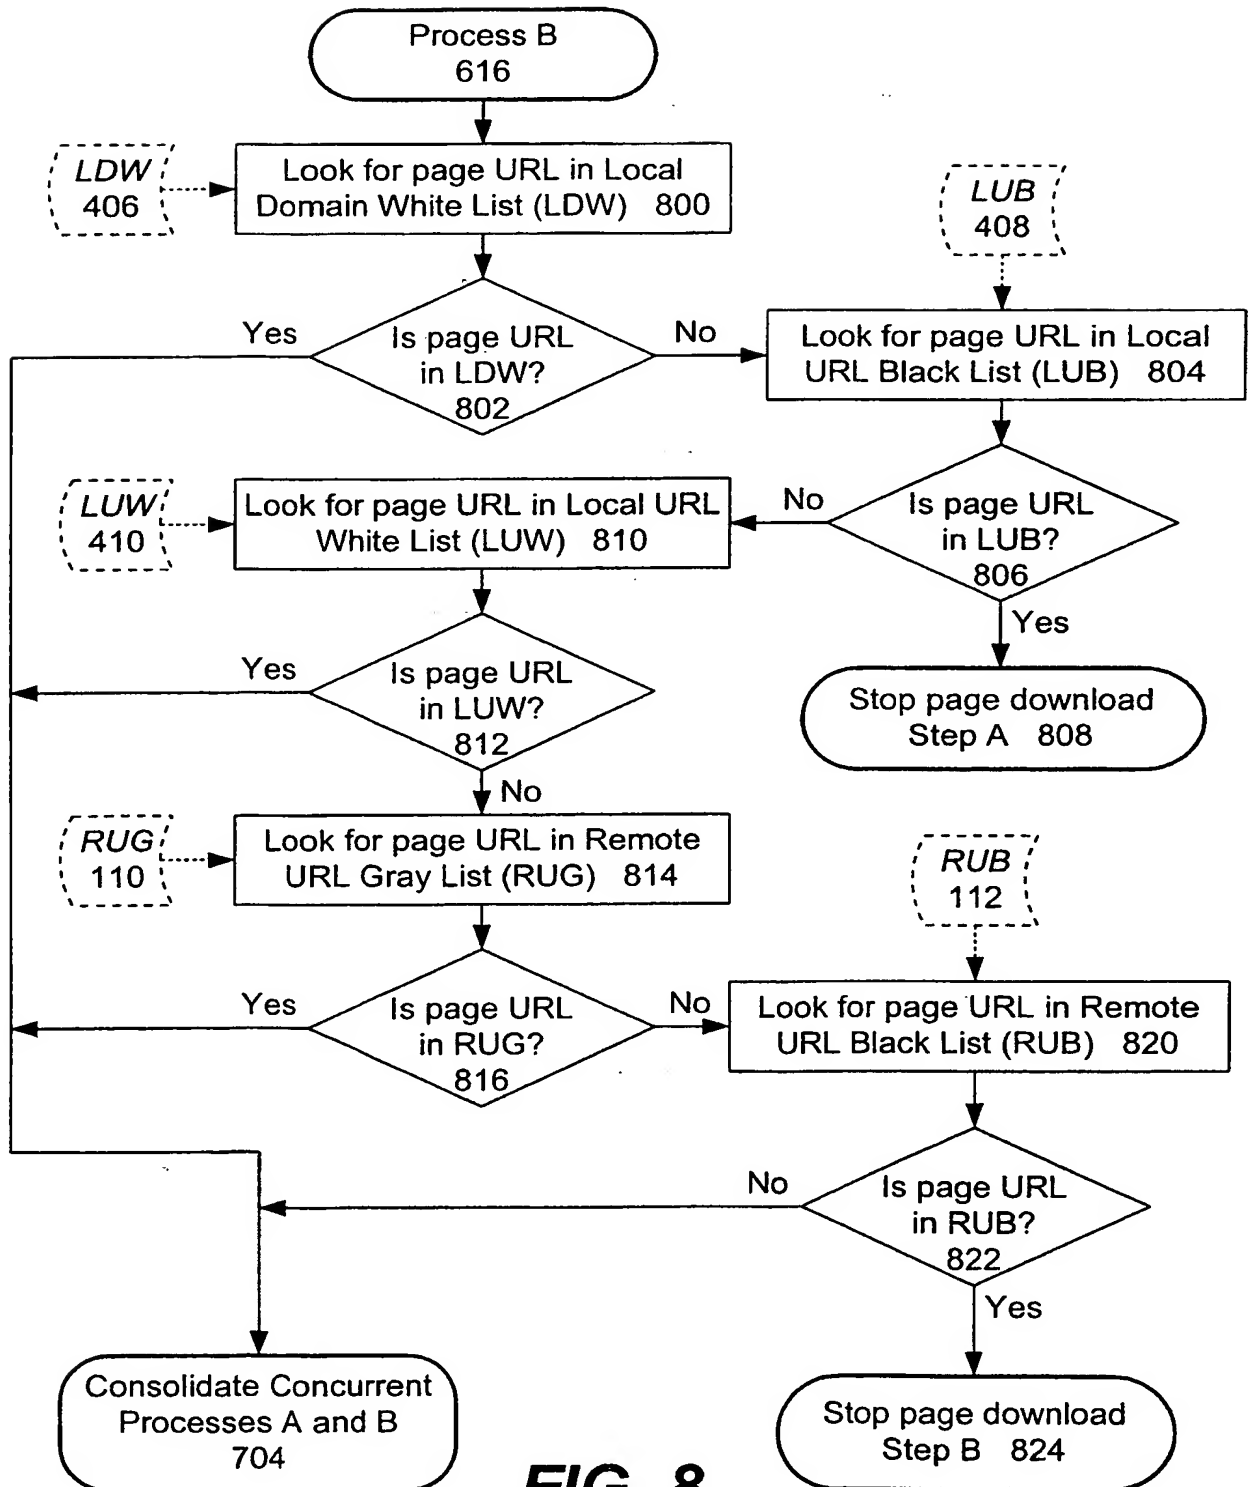 Process B
616
LDW
406
Look for page URL in Local
Domain White List (LDW) 800
LUB
408
Yes
Is page URL
in LDW?
802
No
Look for page URL in Local
URL Black List (LUB) 804
LUW
410
Look for page URL in Local URL
White List (LUW) 810
No
Is page URL
in LUB?
806
Yes
Yes
Is page URL
in LUW?
812
No
Stop page download
Step A 808
RUG
110
Look for page URL in Remote
URL Gray List (RUG) 814
RUB
112
Yes
Is page URL
in RUG?
816
No
Look for page URL in Remote
URL Black List (RUB) 820
No
Is page URL
in RUB?
822
Yes
Consolidate Concurrent
Processes A and B
704
Stop page download
Step B 824
FIG. 8